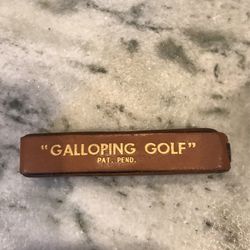 "GALLOPING GOLF"
PAT. PEND.